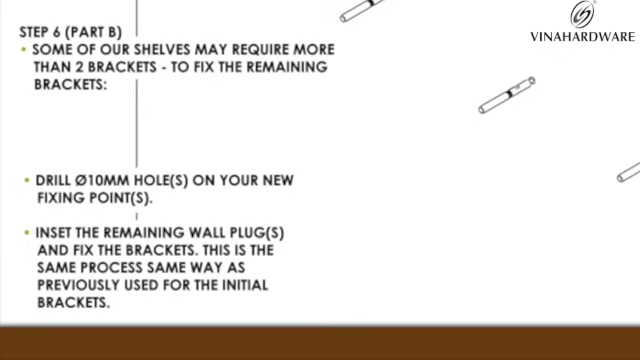 VINAHARDWARE
STEP 6 (PART B)
• SOME OF OUR SHELVES MAY REQUIRE MORE
THAN 2 BRACKETS - TO FIX THE REMAINING
BRACKETS:
• DRILL Ø10MM HOLE(S) ON YOUR NEW
FIXING POINT(S).
• INSET THE REMAINING WALL PLUG(S)
AND FIX THE BRACKETS. THIS IS THE
SAME PROCESS SAME WAY AS
PREVIOUSLY USED FOR THE INITIAL
BRACKETS.